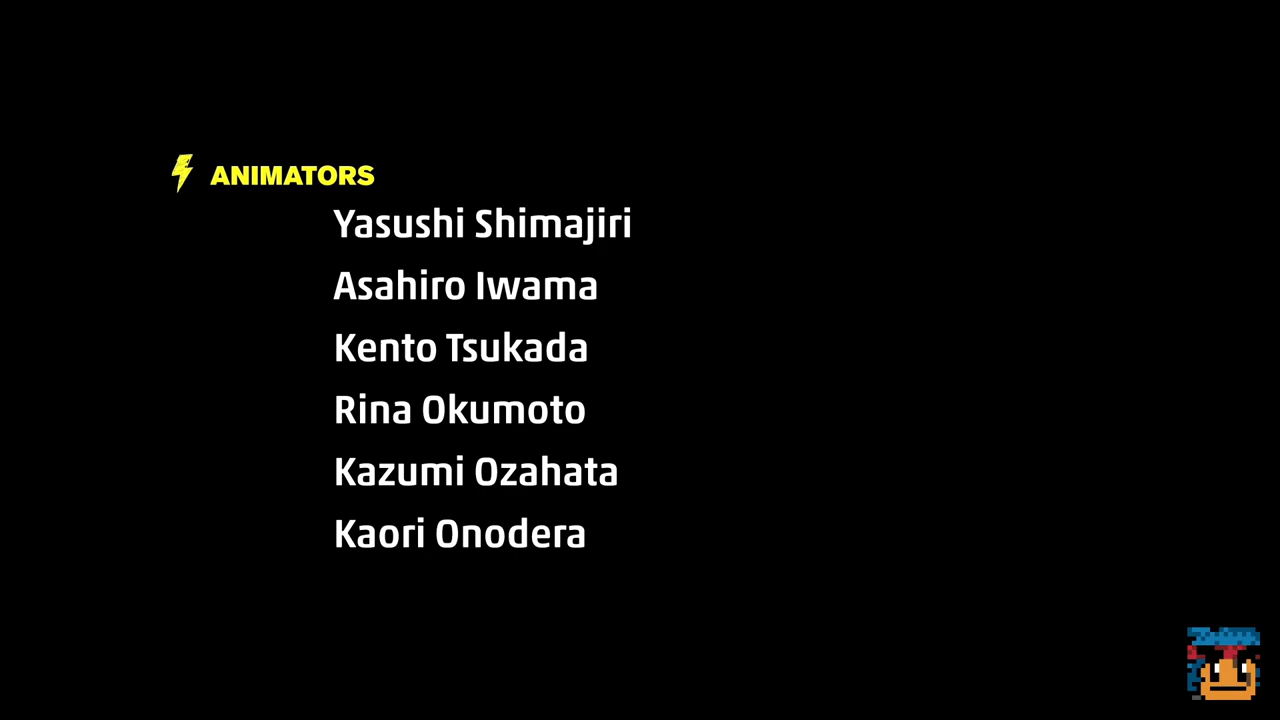 ANIMATORS
Yasushi Shimajiri
Asahiro Iwama
Kento Tsukada
Rina Okumoto
Kazumi Ozahata
Kaori Onodera